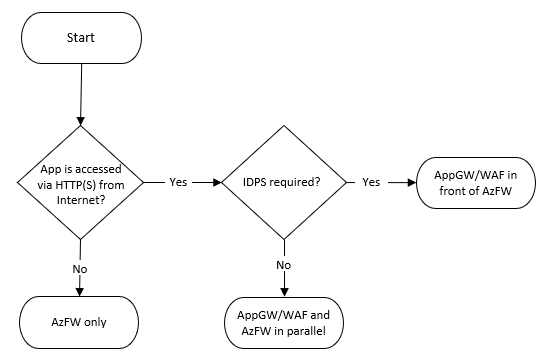 Start
App is accessed
via HTTP(S) from
Internet?
Yes
IDPS required?
Yes
AppGW/WAF in
front of AzFW
No
No
AzFW only
AppGW/WAF and
AzFW in parallel